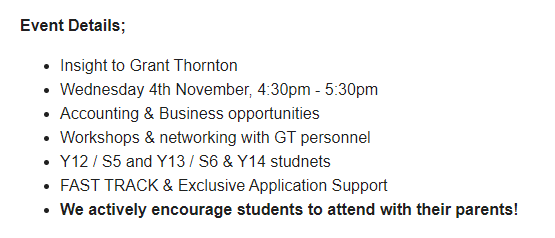 Event Details;
Insight to Grant Thornton
Wednesday 4th November, 4:30pm - 5:30pm
Accounting & Business opportunities
Workshops & networking with GT personnel
Y12 / S5 and Y13 / S6 & Y14 studnets
FAST TRACK & Exclusive Application Support
We actively encourage students to attend with their parents!